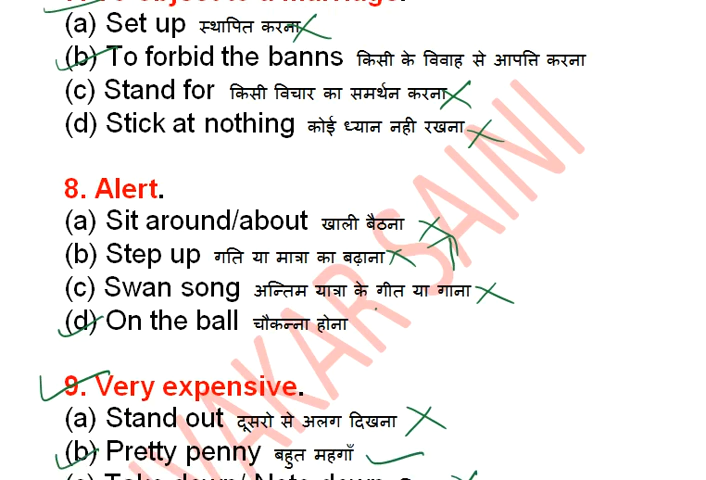 (a) Set up स्थापित करना
(b) To forbid the banns किसी के विवाह से आपत्ति करना
(c) Stand for किसी विचार का समर्थन करना
(d) Stick at nothing कोई ध्यान नही रखना
8. Alert.
(a) Sit around/about खाली बैठना
(b) Step up गति या मात्रा का बढ़ाना
(c) Swan song अन्तिम यात्रा के गीत या गाना
(d) On the ball चौकन्ना होना
9. Very expensive.
(a) Stand out दूसरो से अलग दिखना
(b) Pretty penny बहुत महगाँ
VAKAR SAINI